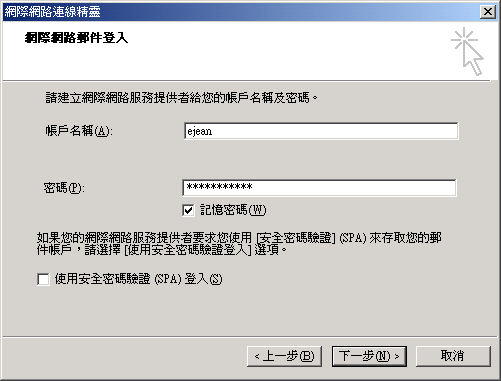 網際網路連線精靈
網際網路郵件登入
請建立網際網路服務提供者給您的帳戶名稱及密碼。
帳戶名稱(A):
ejean
密碼(P):
***********
記憶密碼(W)
如果您的網際網路服務提供者要求您使用 [安全密碼驗證] (SPA) 來存取您的郵
件帳戶，請選擇 [使用安全密碼驗證登入] 選項。
使用安全密碼驗證 (SPA) 登入(S)
< 上一步(B) 下一步(N) > 取消